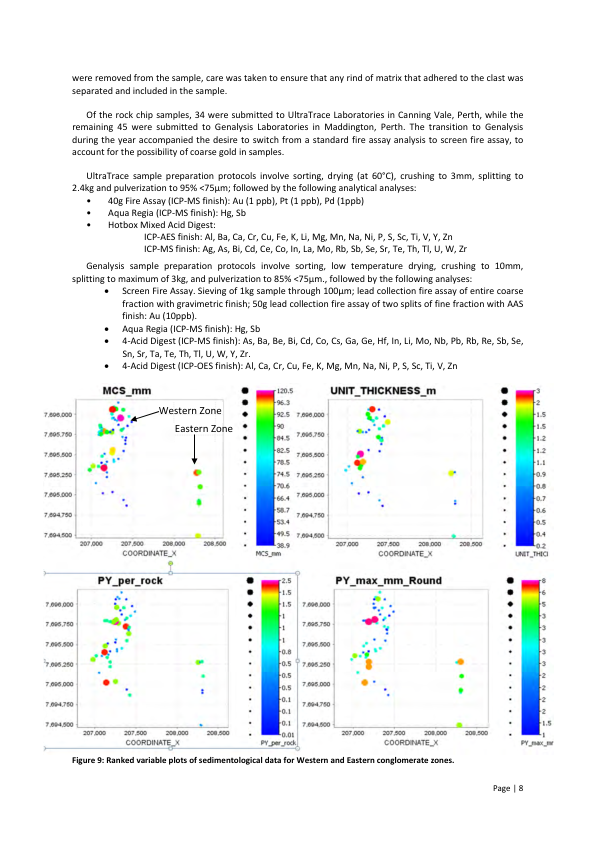 were removed from the sample, care was taken to ensure that any rind of matrix that adhered to the clast was
separated and included in the sample.
Of the rock chip samples, 34 were submitted to UltraTrace Laboratories in Canning Vale, Perth, while the
remaining 45 were submitted to Genalysis Laboratories in Maddington, Perth. The transition to Genalysis
during the year accompanied the desire to switch from a standard fire assay analysis to screen fire assay, to
account for the possibility of coarse gold in samples.
UltraTrace sample preparation protocols involve sorting, drying (at 60°C), crushing to 3mm, splitting to
2.4kg and pulverization to 95% <75µm; followed by the following analytical analyses:
• 40g Fire Assay (ICP-MS finish): Au (1 ppb), Pt (1 ppb), Pd (1ppb)
• Aqua Regia (ICP-MS finish): Hg, Sb
• Hotbox Mixed Acid Digest:
ICP-AES finish: Al, Ba, Ca, Cr, Cu, Fe, K, Li, Mg, Mn, Na, Ni, P, S, Sc, Ti, V, Y, Zn
ICP-MS finish: Ag, As, Bi, Cd, Ce, Co, In, La, Mo, Rb, Sb, Se, Sr, Te, Th, Tl, U, W, Zr
Genalysis sample preparation protocols involve sorting, low temperature drying, crushing to 10mm,
splitting to maximum of 3kg, and pulverization to 85% <75µm., followed by the following analyses:
• Screen Fire Assay. Sieving of 1kg sample through 100µm; lead collection fire assay of entire coarse
fraction with gravimetric finish; 50g lead collection fire assay of two splits of fine fraction with AAS
finish: Au (10ppb).
• Aqua Regia (ICP-MS finish): Hg, Sb
• 4-Acid Digest (ICP-MS finish): As, Ba, Be, Bi, Cd, Co, Cs, Ga, Ge, Hf, In, Li, Mo, Nb, Pb, Rb, Re, Sb, Se,
Sn, Sr, Ta, Te, Th, Tl, U, W, Y, Zr.
• 4-Acid Digest (ICP-OES finish): Al, Ca, Cr, Cu, Fe, K, Mg, Mn, Na, Ni, P, S, Sc, Ti, V, Zn
MCS_mm
7,696,000
7,695,750
7,695,500
7,695,250
7,695,000
7,694,750
7,694,500
207,000 207,500 208,000 208,500
COORDINATE_X
Western Zone
Eastern Zone
120.5
96.3
92.5
90
84.5
78.5
74.5
70.6
66.4
58.7
53.4
49.5
38.9
MCS_mm
UNIT_THICKNESS_m
7,696,000
7,695,750
7,695,500
7,695,250
7,695,000
7,694,750
7,694,500
207,000 207,500 208,000 208,500
COORDINATE_X
3
2
2
1.5
1.2
1.1
1
0.9
0.8
0.7
0.5
0.4
0.2
UNIT_THICI
PY_per_rock
7,696,000
7,695,750
7,695,500
7,695,250
7,695,000
7,694,750
7,694,500
207,000 207,500 208,000 208,500
COORDINATE_X
2.5
2
1.5
1
1
1
0.8
0.5
0.5
0.5
0.1
0.1
0.01
PY_per_rock
PY_max_mm_Round
7,696,000
7,695,750
7,695,500
7,695,250
7,695,000
7,694,750
7,694,500
207,000 207,500 208,000 208,500
COORDINATE_X
8
6
5
4
4
3
3
2
2
2
2
1.5
1
PY_max_mr
Figure 9: Ranked variable plots of sedimentological data for Western and Eastern conglomerate zones.
Page | 8